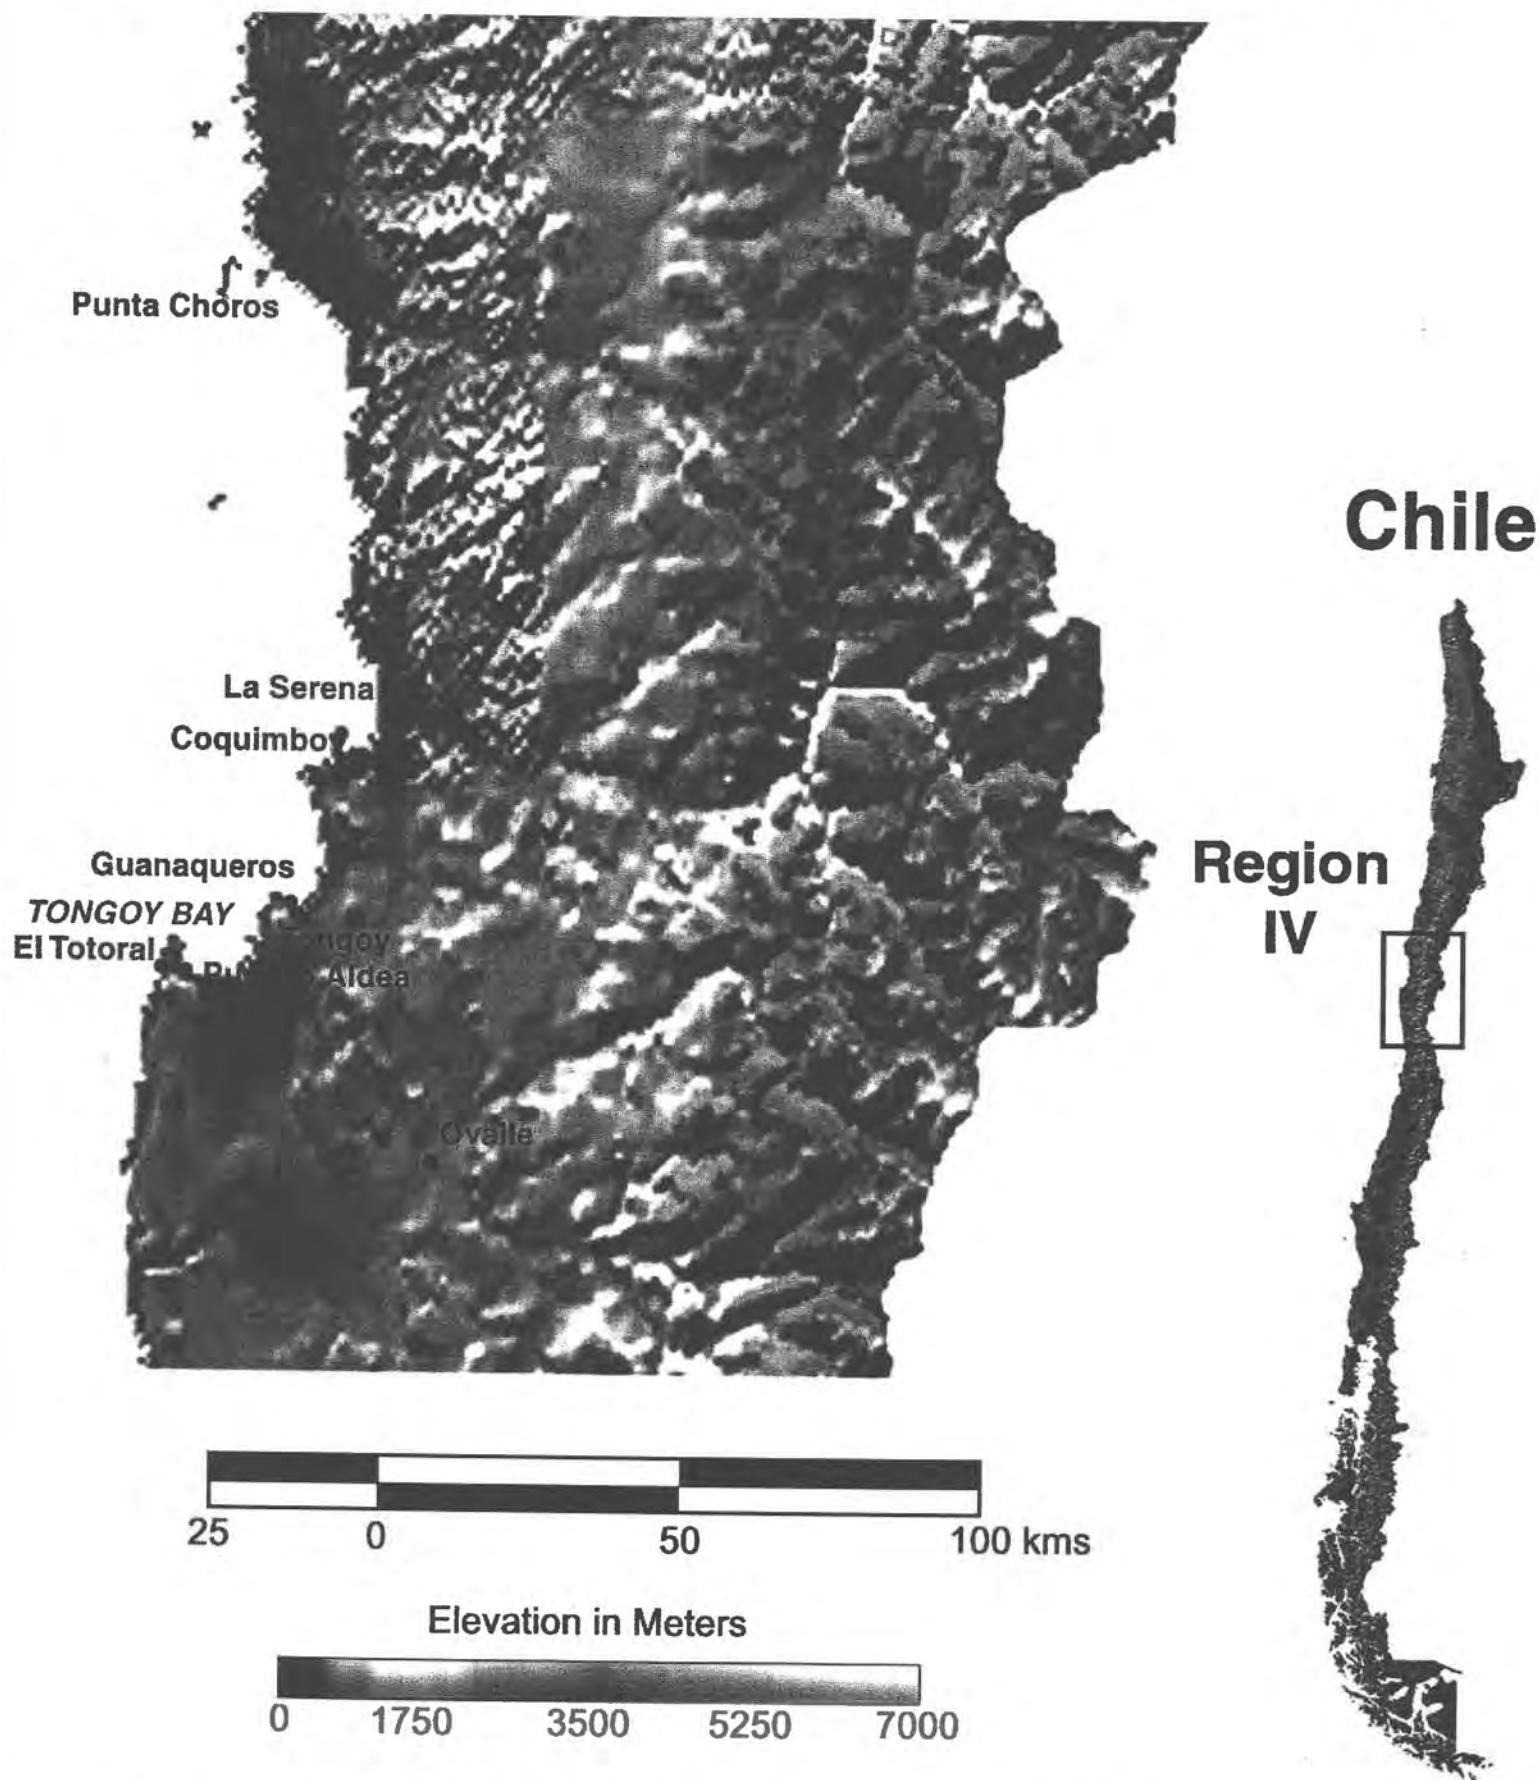 Punta Choros
Chile
La Serena
Coquimbo
Region
IV
Guanaqueros
TONGOY BAY
El Totoral
Aldea
Ovalle
25 0 50 100 kms
Elevation in Meters
0 1750 3500 5250 7000